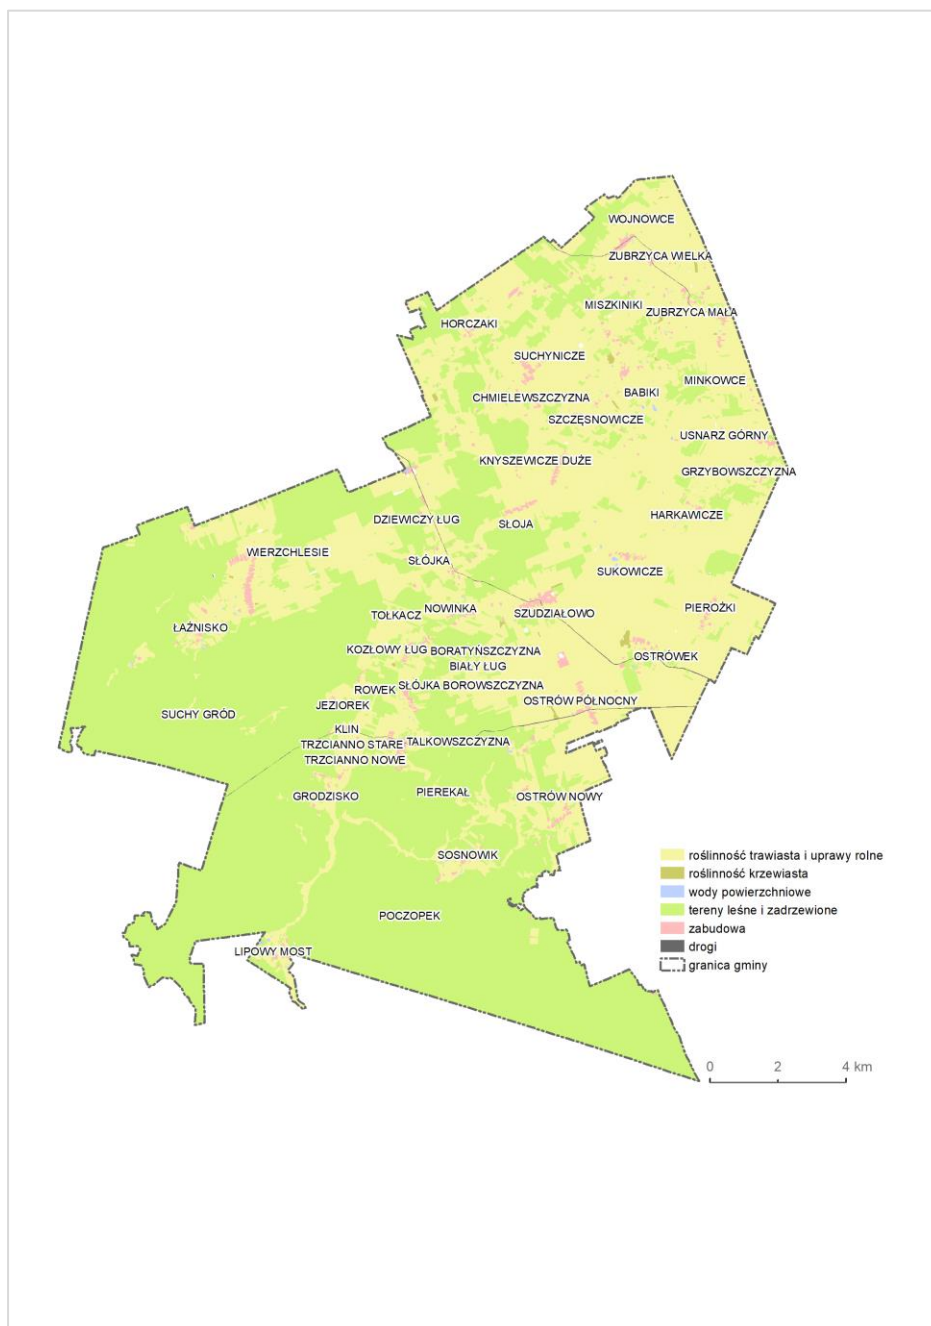 WOJNOWCE
ZUBRZYCA WIELKA
MISZKINIKI
ZUBRZYCA MAŁA
HORCZAKI
SUCHYNICZE
MINKOWCE
BABIKI
CHMIELEWSZCZYZNA
SZCZĘSNOWICZE
USNARZ GÓRNY
KNYSZEWICZE DUŻE
GRZYBOWSZCZYZNA
HARKAWICZE
DZIEWICZY ŁUG
SŁOJA
WIERZCHLESIE
SŁÓJKA
SUKOWICZE
NOWINKA
PIEROŻKI
TOŁKACZ
SZUDZIAŁOWO
ŁAŹNISKO
KOZŁOWY ŁUG
BORATYŃSZCZYZNA
OSTRÓWEK
BIAŁY ŁUG
ROWEK
SŁÓJKA BOROWSZCZYZNA
JEZIOREK
OSTRÓW PÓŁNOCNY
SUCHY GRÓD
KLIN
TRZCIANNO STARE
TALKOWSZCZYZNA
TRZCIANNO NOWE
PIEREKAŁ
GRODZISKO
OSTRÓW NOWY
SOSNOWIK
POCZOPEK
LIPOWY MOST
roślinność trawiasta i uprawy rolne
roślinność krzewiasta
wody powierzchniowe
tereny leśne i zadrzewione
zabudowa
drogi
granica gminy
0 2 4 km